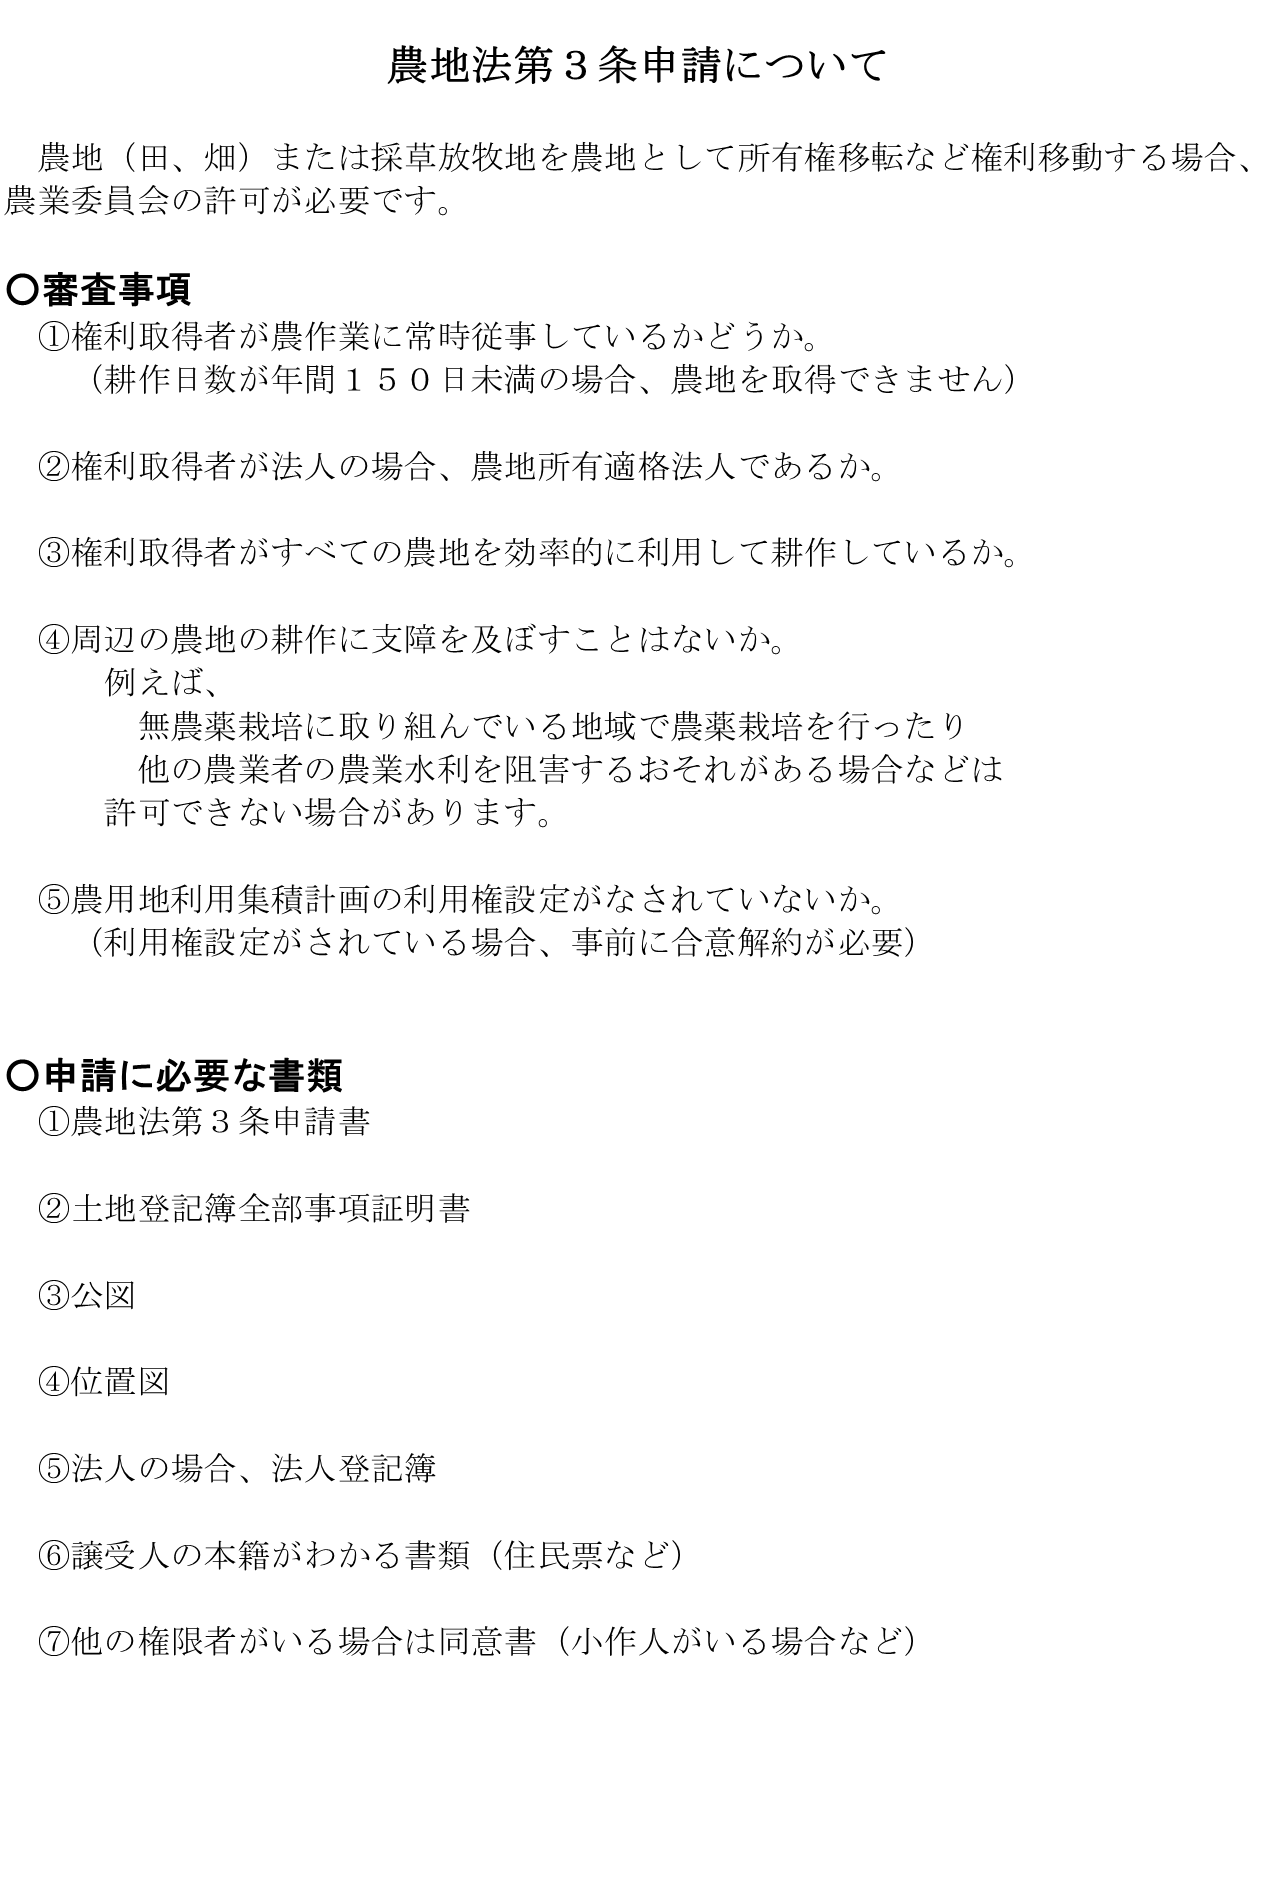 農地法第３条申請について
農地（田、畑）または採草放牧地を農地として所有権移転など権利移動する場合、
農業委員会の許可が必要です。
〇審査事項
①権利取得者が農作業に常時従事しているかどうか。
（耕作日数が年間１５０日未満の場合、農地を取得できません）
②権利取得者が法人の場合、農地所有適格法人であるか。
③権利取得者がすべての農地を効率的に利用して耕作しているか。
④周辺の農地の耕作に支障を及ぼすことはないか。
例えば、
無農薬栽培に取り組んでいる地域で農薬栽培を行ったり
他の農業者の農業水利を阻害するおそれがある場合などは
許可できない場合があります。
⑤農用地利用集積計画の利用権設定がなされていないか。
（利用権設定がされている場合、事前に合意解約が必要）
〇申請に必要な書類
①農地法第３条申請書
②土地登記簿全部事項証明書
③公図
④位置図
⑤法人の場合、法人登記簿
⑥譲受人の本籍がわかる書類（住民票など）
⑦他の権限者がいる場合は同意書（小作人がいる場合など）